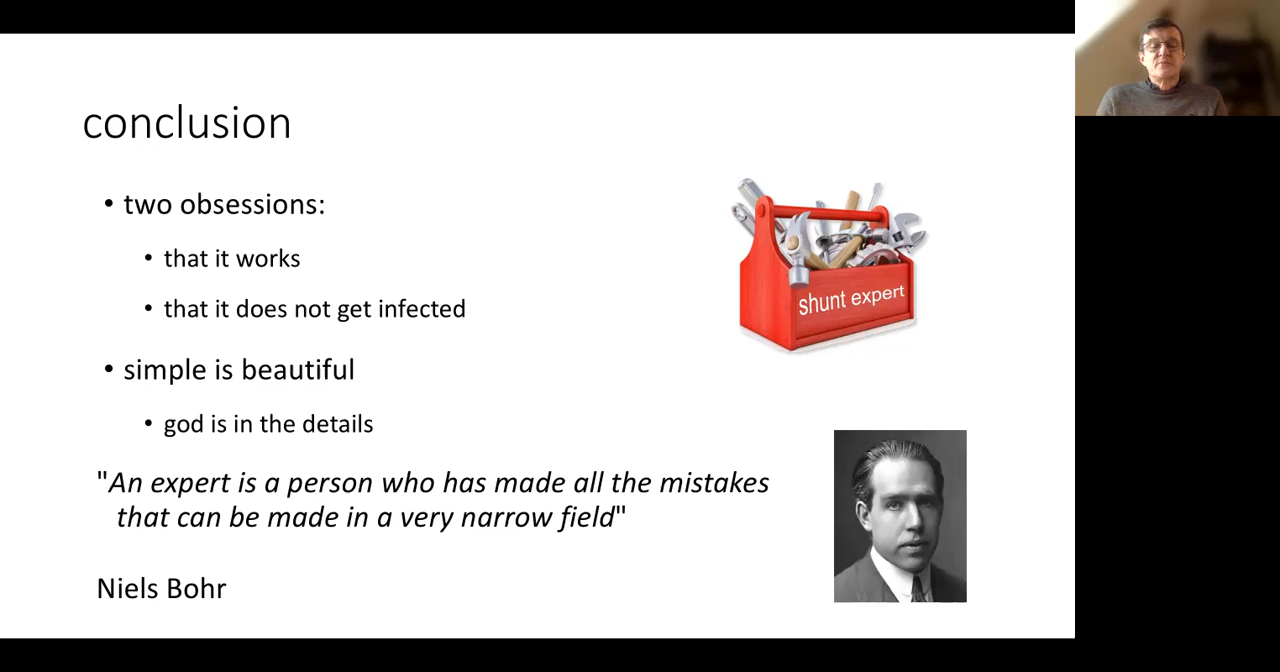 conclusion
• two obsessions:
• that it works
• that it does not get infected
shunt expert
• simple is beautiful
• god is in the details
"An expert is a person who has made all the mistakes
that can be made in a very narrow field"
Niels Bohr